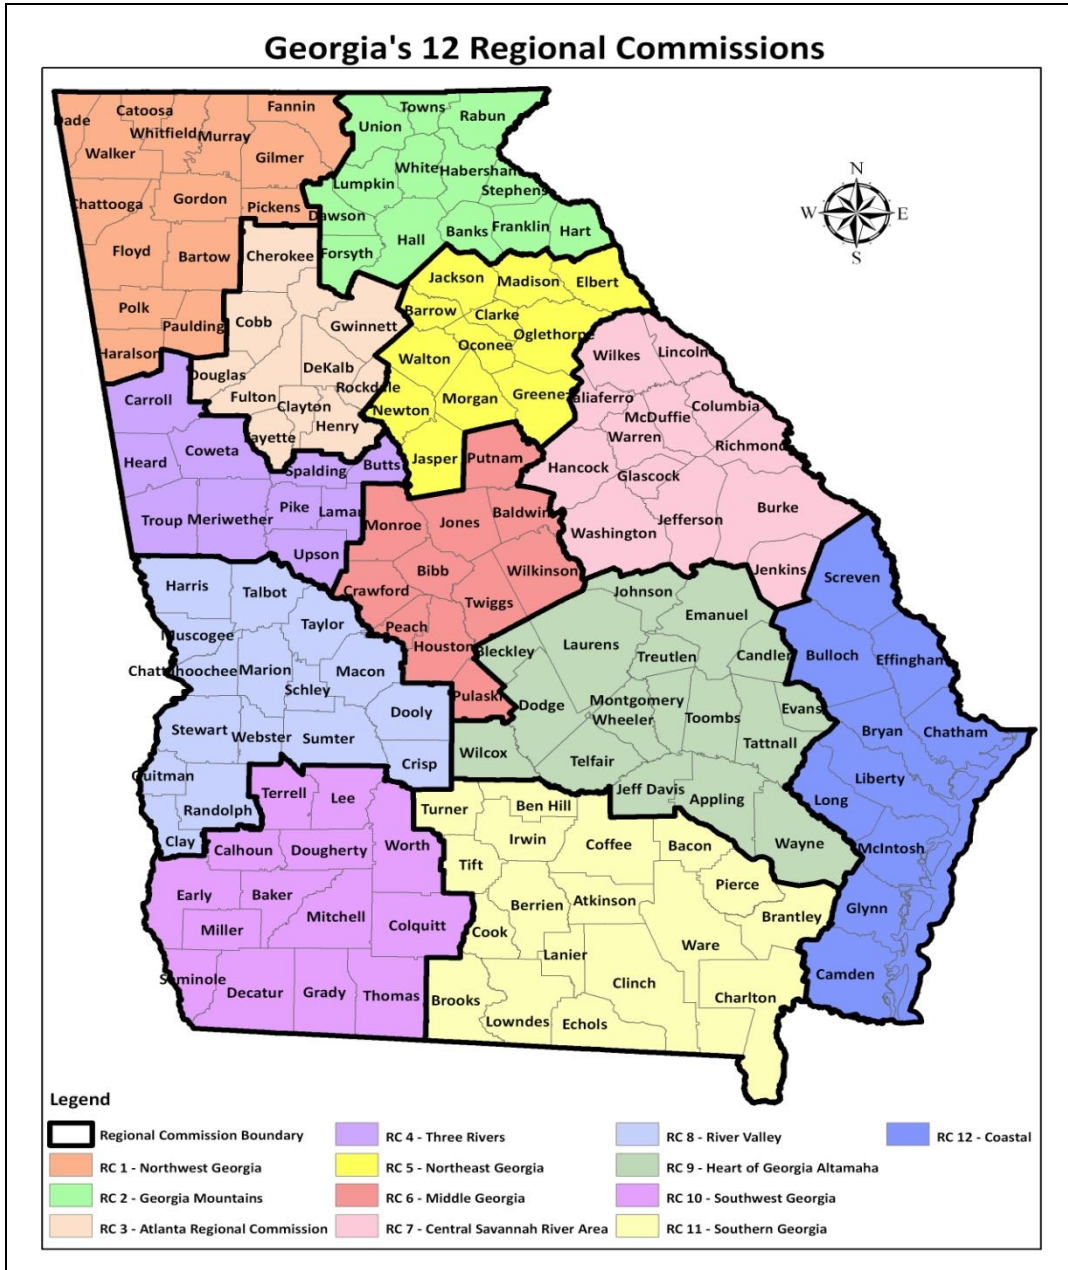 Georgia's 12 Regional Commissions
N
W E
S
Dade
Catoosa
Whitfield
Murray
Fannin
Walker
Gilmer
Chattooga
Gordon
Pickens
Floyd
Bartow
Polk
Paulding
Haralson
Towns
Rabun
Union
White
Habersham
Lumpkin
Stephens
Dawson
Hall
Banks
Franklin
Hart
Forsyth
Cherokee
Cobb
Gwinnett
Douglas
DeKalb
Rockdale
Fulton
Clayton
Henry
Fayette
Carroll
Heard
Coweta
Spalding
Butts
Troup
Meriwether
Pike
Lamar
Upson
Jackson
Madison
Elbert
Barrow
Clarke
Oglethorpe
Oconee
Walton
Morgan
Greene
Newton
Jasper
Putnam
Monroe
Jones
Baldwin
Bibb
Wilkinson
Crawford
Twiggs
Peach
Houston
Pulaski
Wilkes
Lincoln
Taliaferro
McDuffie
Columbia
Warren
Richmond
Hancock
Glascock
Burke
Washington
Jefferson
Jenkins
Harris
Talbot
Taylor
Muscogee
Chattahoochee
Marion
Macon
Schley
Dooly
Stewart
Webster
Sumter
Crisp
Quitman
Randolph
Clay
Johnson
Emanuel
Bleckley
Laurens
Treutlen
Candler
Dodge
Montgomery
Wheeler
Toombs
Evans
Tattnall
Wilcox
Telfair
Jeff Davis
Appling
Wayne
Terrell
Lee
Calhoun
Dougherty
Worth
Early
Baker
Mitchell
Miller
Colquitt
Seminole
Decatur
Grady
Thomas
Turner
Ben Hill
Irwin
Coffee
Bacon
Tift
Pierce
Berrien
Atkinson
Brantley
Cook
Lanier
Ware
Clinch
Charlton
Brooks
Lowndes
Echols
Screven
Bulloch
Effingham
Bryan
Chatham
Liberty
Long
McIntosh
Glynn
Camden
Legend
Regional Commission Boundary
RC 1 - Northwest Georgia
RC 2 - Georgia Mountains
RC 3 - Atlanta Regional Commission
RC 4 - Three Rivers
RC 5 - Northeast Georgia
RC 6 - Middle Georgia
RC 7 - Central Savannah River Area
RC 8 - River Valley
RC 9 - Heart of Georgia Altamaha
RC 10 - Southwest Georgia
RC 11 - Southern Georgia
RC 12 - Coastal